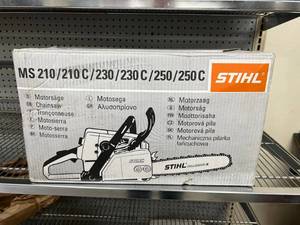 MS 210/210 C/230/230 C/250/250 C
STIHL
Motorsäge
Chainsaw
Tronçonneuse
Motosierra
Moto-serra
Motosserra
Motosega
Αλυσοπρίονο
Motorzaag
Motorsåg
Moottorisaha
Motorová pila
Motorová píla
Mechaniczna pilarka
łańcuchowa
STIHL